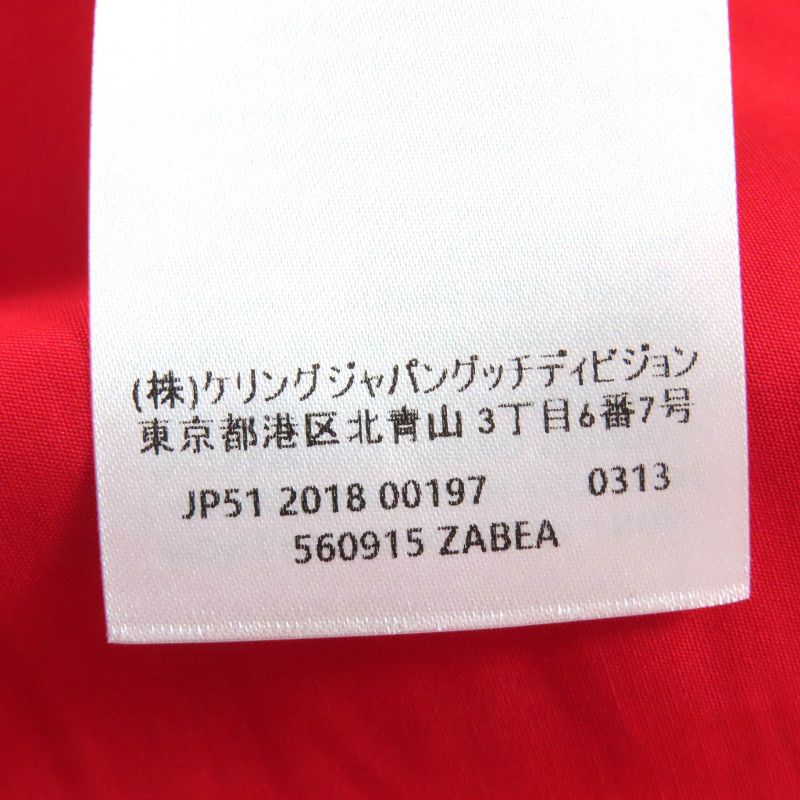 (株)ケリングジャパングッチディビジョン
東京都港区北青山3丁目6番7号
JP51 2018 00197 0313
560915 ZABEA